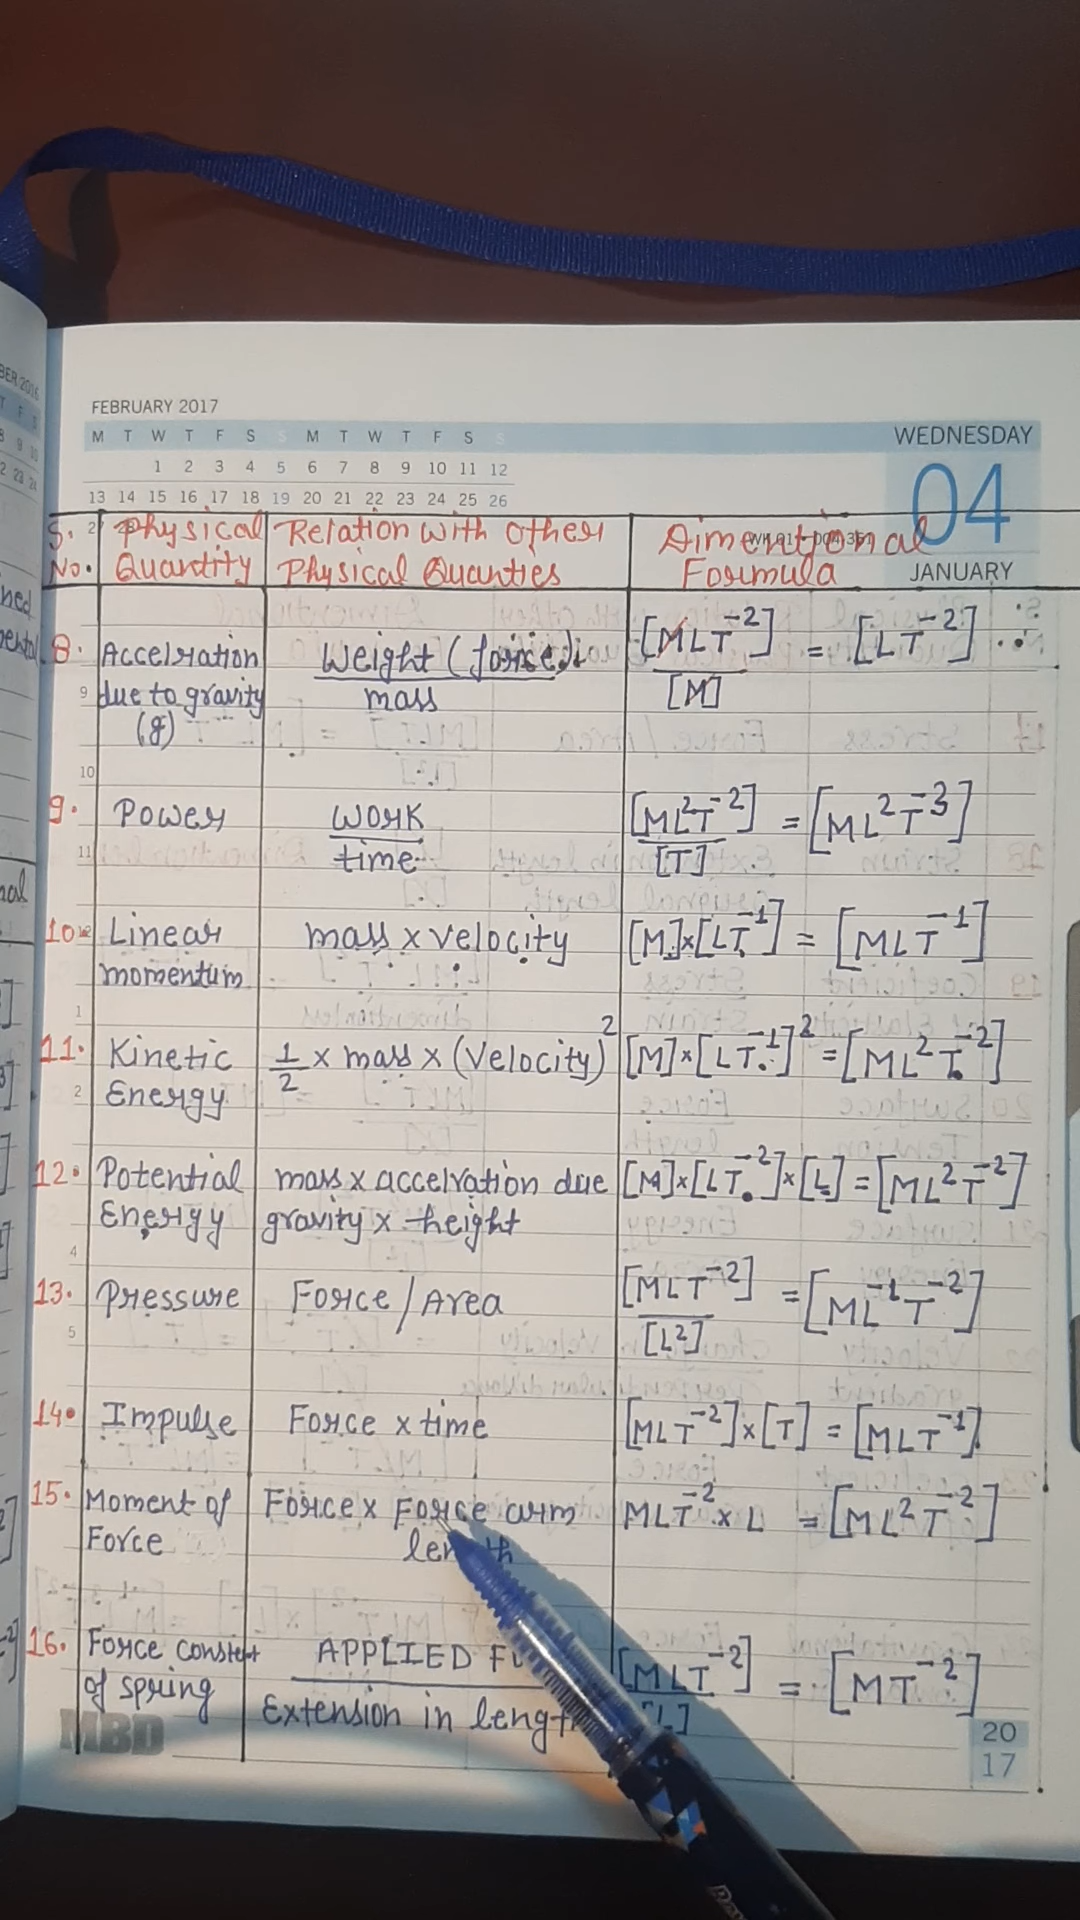 FEBRUARY 2017
M T W T F S S M T W T F S S
1 2 3 4 5 6 7 8 9 10 11 12
13 14 15 16 17 18 19 20 21 22 23 24 25 26
WEDNESDAY
04
JANUARY
S. No. Physical Quantity Relation with Other Physical Quanties Dimentional Formula
8. Accelration due to gravity (g) Weight (force) / mass [MLT⁻²] / [M] = [LT⁻²]
9. Power Work / time [ML²T⁻²] / [T] = [ML²T⁻³]
10. Linear momentum mass x velocity [M]x[LT⁻¹] = [MLT⁻¹]
11. Kinetic Energy 1/2 x mass x (Velocity)² [M]x[LT⁻¹]² = [ML²T⁻²]
12. Potential Energy mass x accelration due gravity x height [M]x[LT⁻²]x[L] = [ML²T⁻²]
13. Pressure Force / Area [MLT⁻²] / [L²] = [ML⁻¹T⁻²]
14. Impulse Force x time [MLT⁻²]x[T] = [MLT⁻¹]
15. Moment of Force Force x Force arm length MLT⁻² x L = [ML²T⁻²]
16. Force constt of spring APPLIED / Extension in length [MLT⁻²] / [L] = [MT⁻²]
MBD
20
17